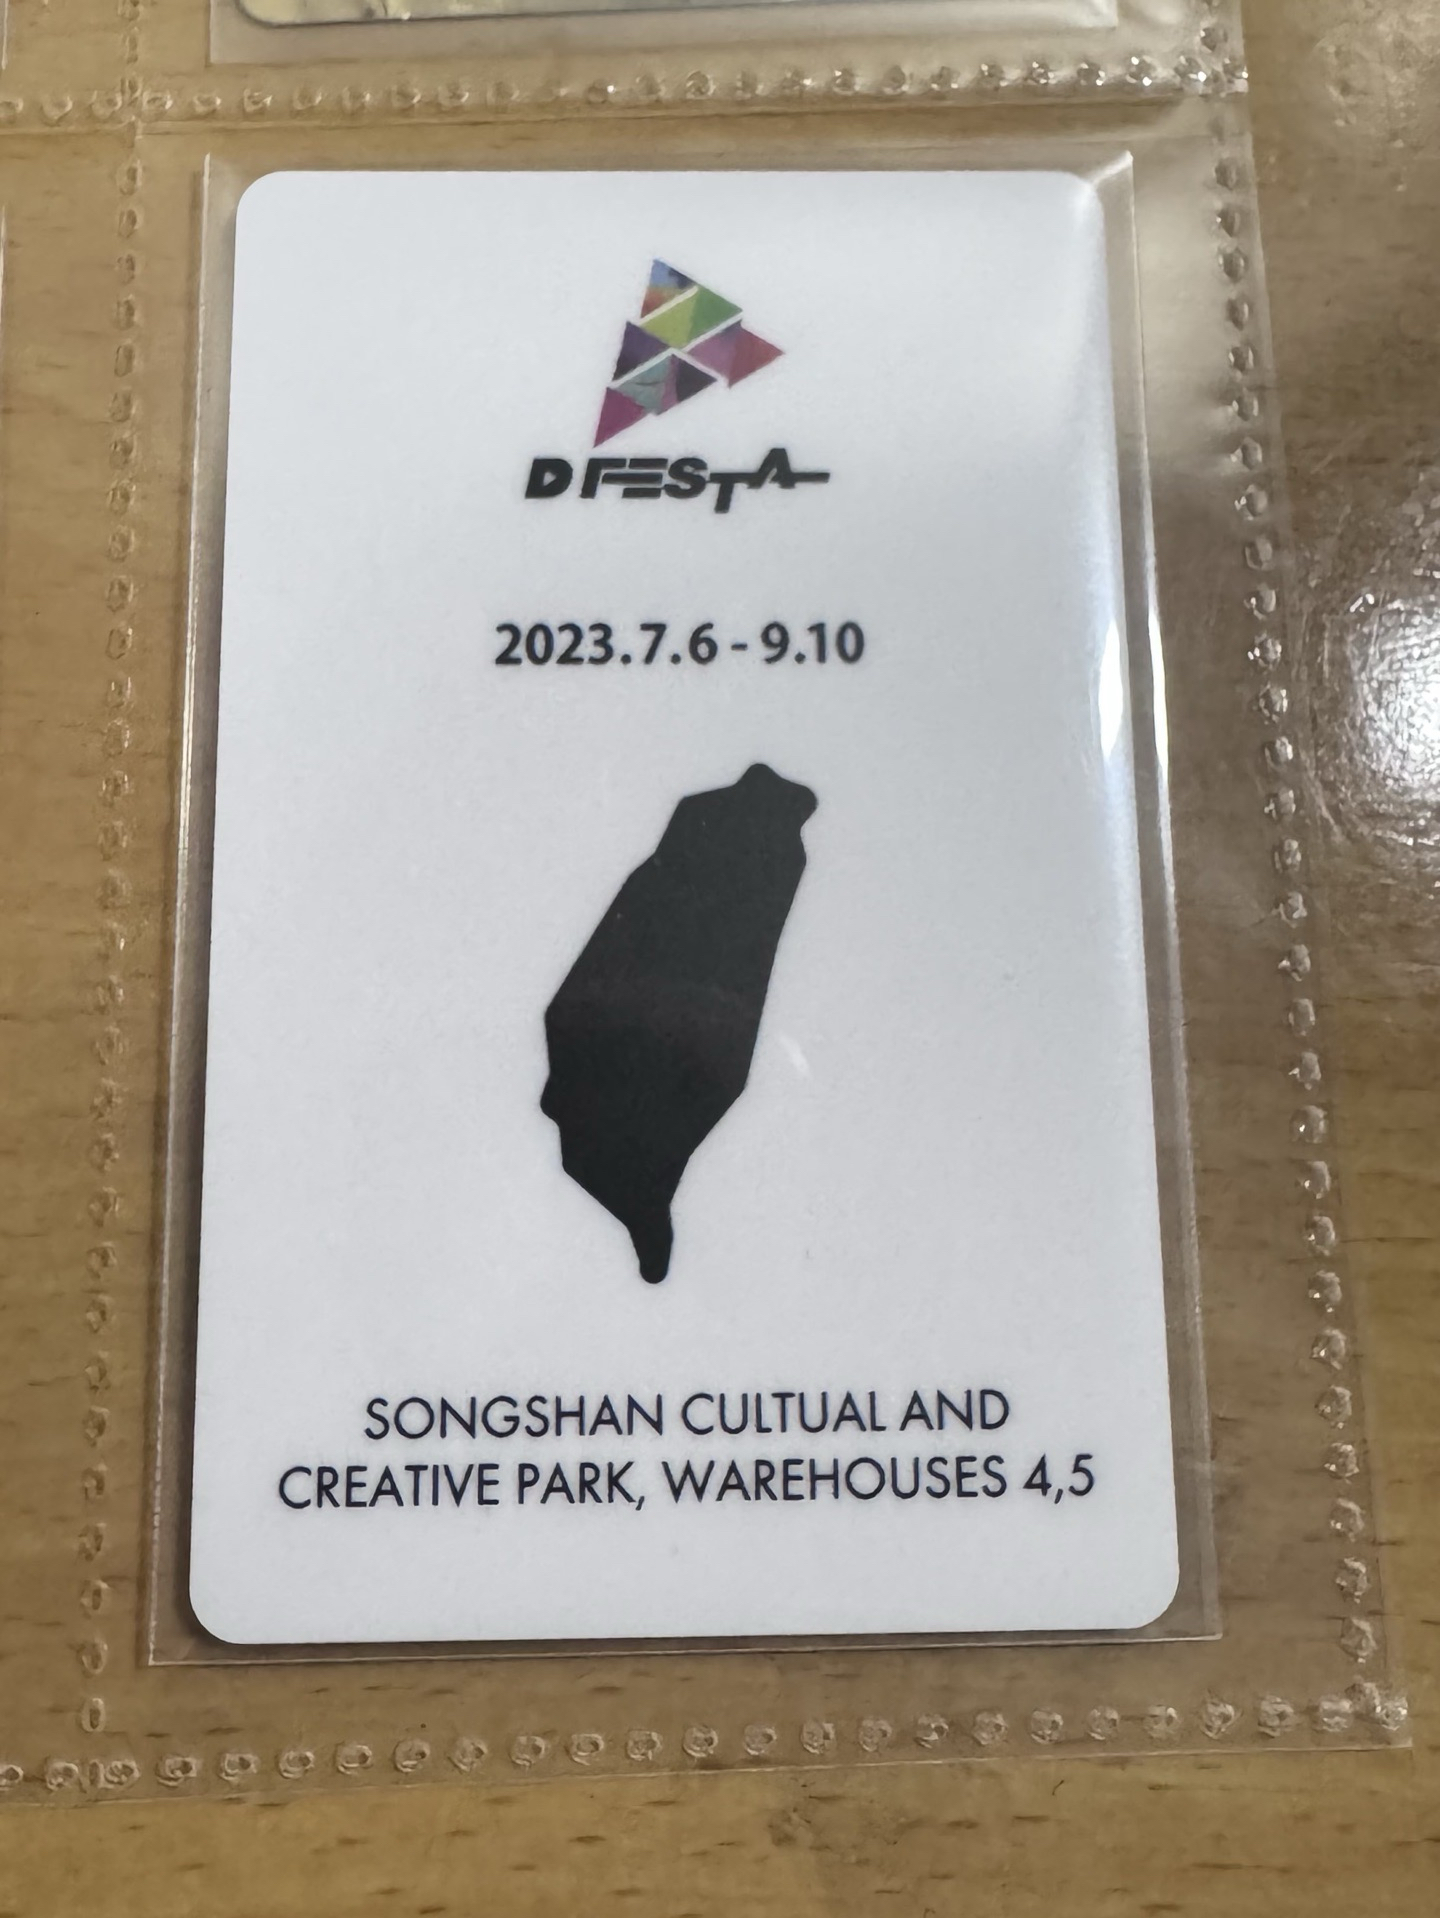 D FESTA
2023.7.6 - 9.10
SONGSHAN CULTUAL AND
CREATIVE PARK, WAREHOUSES 4,5